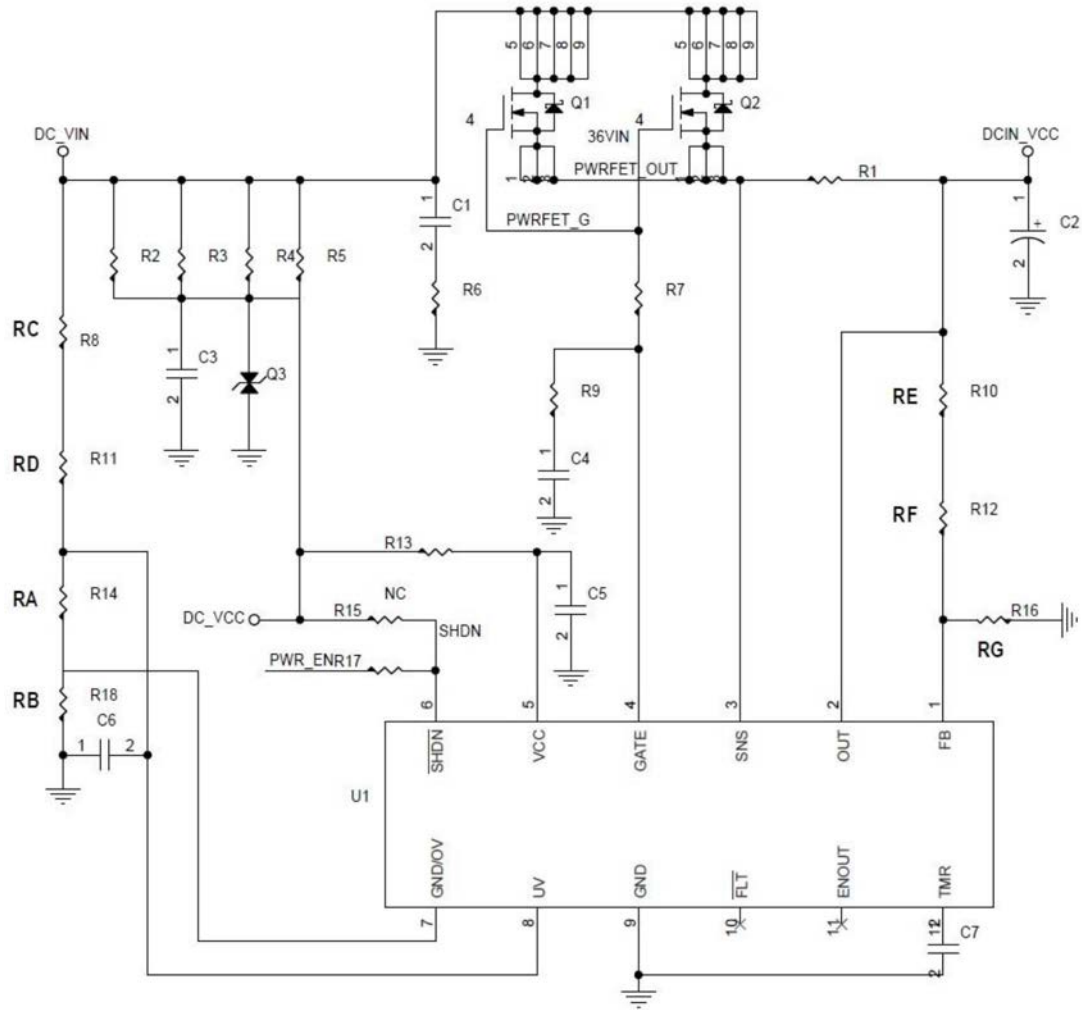 5 6 7 8 9
5 6 7 8 9
Q1
Q2
4
36VIN
4
DC_VIN
DCIN_VCC
1
PWRFET_OUT
R1
1
C1
2
PWRFET_G
1
+
C2
2
R2
R3
R4
R5
R6
R7
RC
R8
1
C3
2
Q3
R9
RE
R10
RD
R11
1
C4
2
RF
R12
R13
RA
R14
NC
1
C5
2
DC_VCC
R15
SHDN
R16
PWR_EN
R17
RG
RB
R18
C6
1
2
6
5
4
3
2
1
SHDN
VCC
GATE
SNS
OUT
FB
U1
GND/OV
UV
GND
FLT
ENOUT
TMR
7
8
9
10
11
12
C7
2